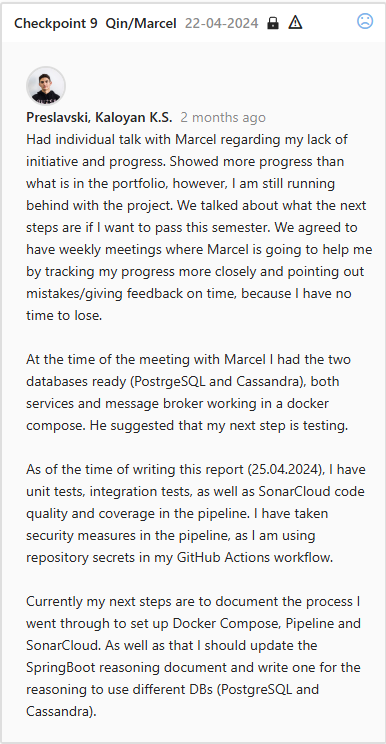 Checkpoint 9 Qin/Marcel 22-04-2024
Preslavski, Kaloyan K.S. 2 months ago
Had individual talk with Marcel regarding my lack of
initiative and progress. Showed more progress than
what is in the portfolio, however, I am still running
behind with the project. We talked about what the next
steps are if I want to pass this semester. We agreed to
have weekly meetings where Marcel is going to help me
by tracking my progress more closely and pointing out
mistakes/giving feedback on time, because I have no
time to lose.
At the time of the meeting with Marcel I had the two
databases ready (PostrgeSQL and Cassandra), both
services and message broker working in a docker
compose. He suggested that my next step is testing.
As of the time of writing this report (25.04.2024), I have
unit tests, integration tests, as well as SonarCloud code
quality and coverage in the pipeline. I have taken
security measures in the pipeline, as I am using
repository secrets in my GitHub Actions workflow.
Currently my next steps are to document the process I
went through to set up Docker Compose, Pipeline and
SonarCloud. As well as that I should update the
SpringBoot reasoning document and write one for the
reasoning to use different DBs (PostgreSQL and
Cassandra).